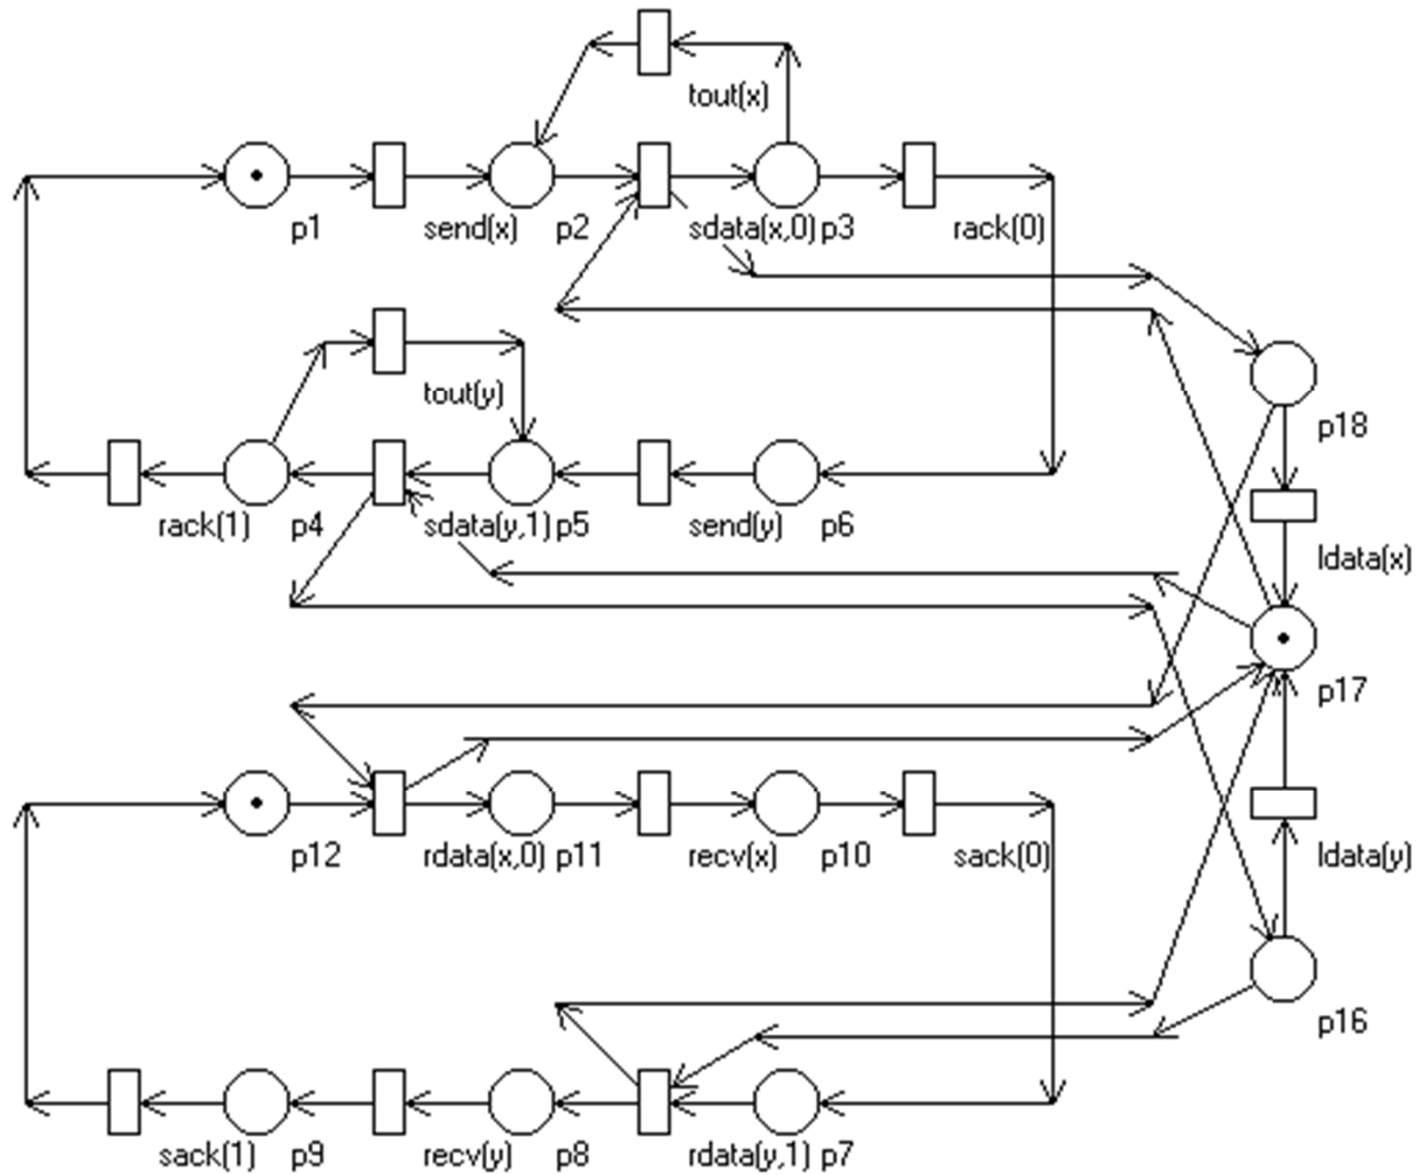 tout(x)
p1 send(x) p2 sdata(x,0) p3 rack(0)
tout(y)
p18
rack(1) p4 sdata(y,1) p5 send(y) p6
ldata(x)
p17
p12 rdata(x,0) p11 recv(x) p10 sack(0)
ldata(y)
p16
sack(1) p9 recv(y) p8 rdata(y,1) p7